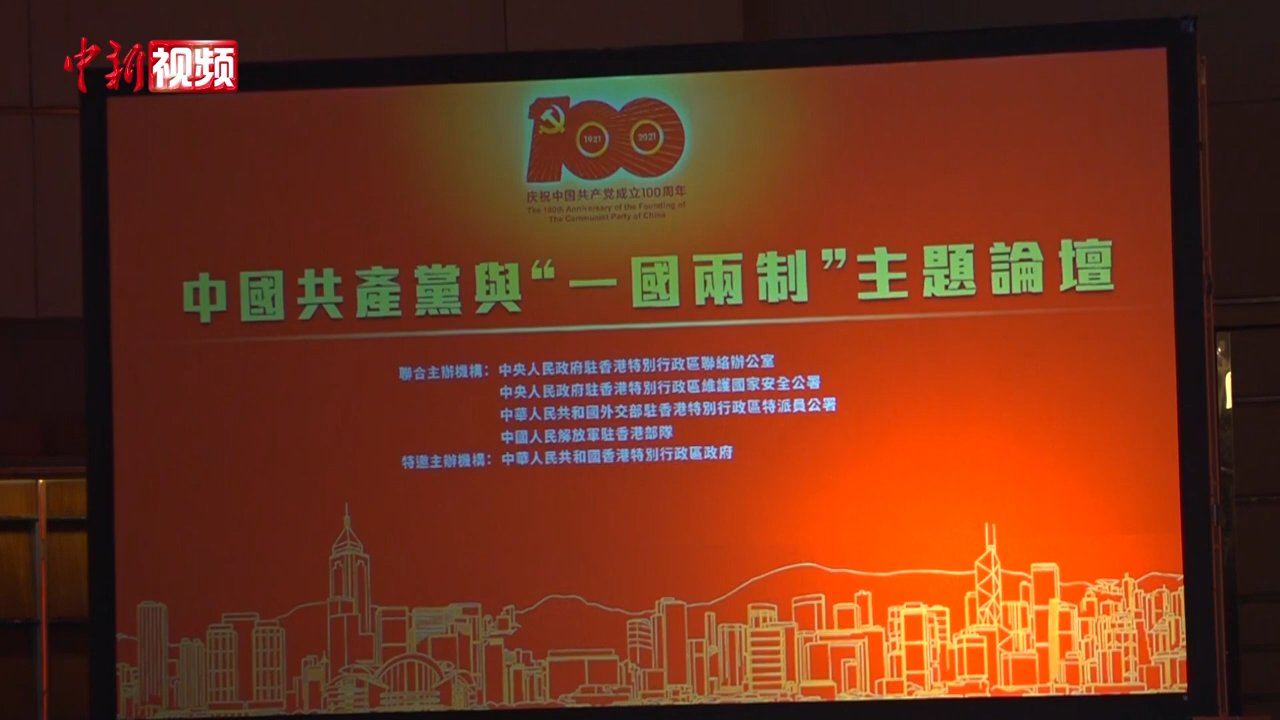 中新视频
1921 2021
庆祝中国共产党成立100周年
The 100th Anniversary of the Founding of
The Communist Party of China
中國共產黨與“一國兩制”主題論壇
聯合主辦機構：中央人民政府駐香港特別行政區聯絡辦公室
中央人民政府駐香港特別行政區維護國家安全公署
中華人民共和國外交部駐香港特別行政區特派員公署
中國人民解放軍駐香港部隊
特邀主辦機構：中華人民共和國香港特別行政區政府